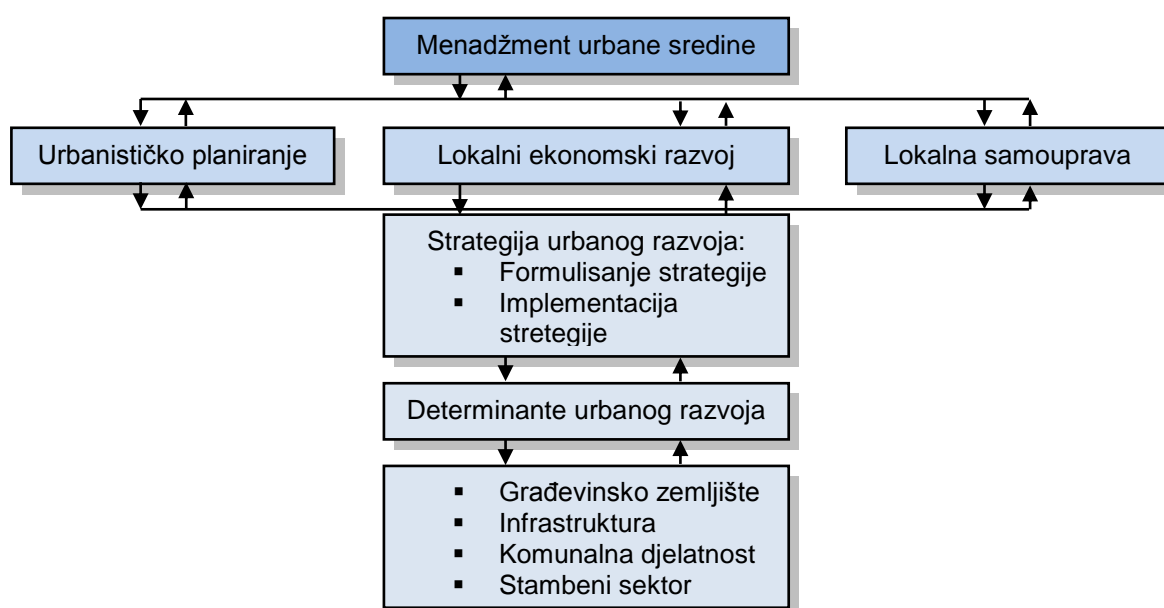 Menadžment urbane sredine
Urbanističko planiranje
Lokalni ekonomski razvoj
Lokalna samouprava
Strategija urbanog razvoja:
▪ Formulisanje strategije
▪ Implementacija
stretegije
Determinante urbanog razvoja
▪ Građevinsko zemljište
▪ Infrastruktura
▪ Komunalna djelatnost
▪ Stambeni sektor